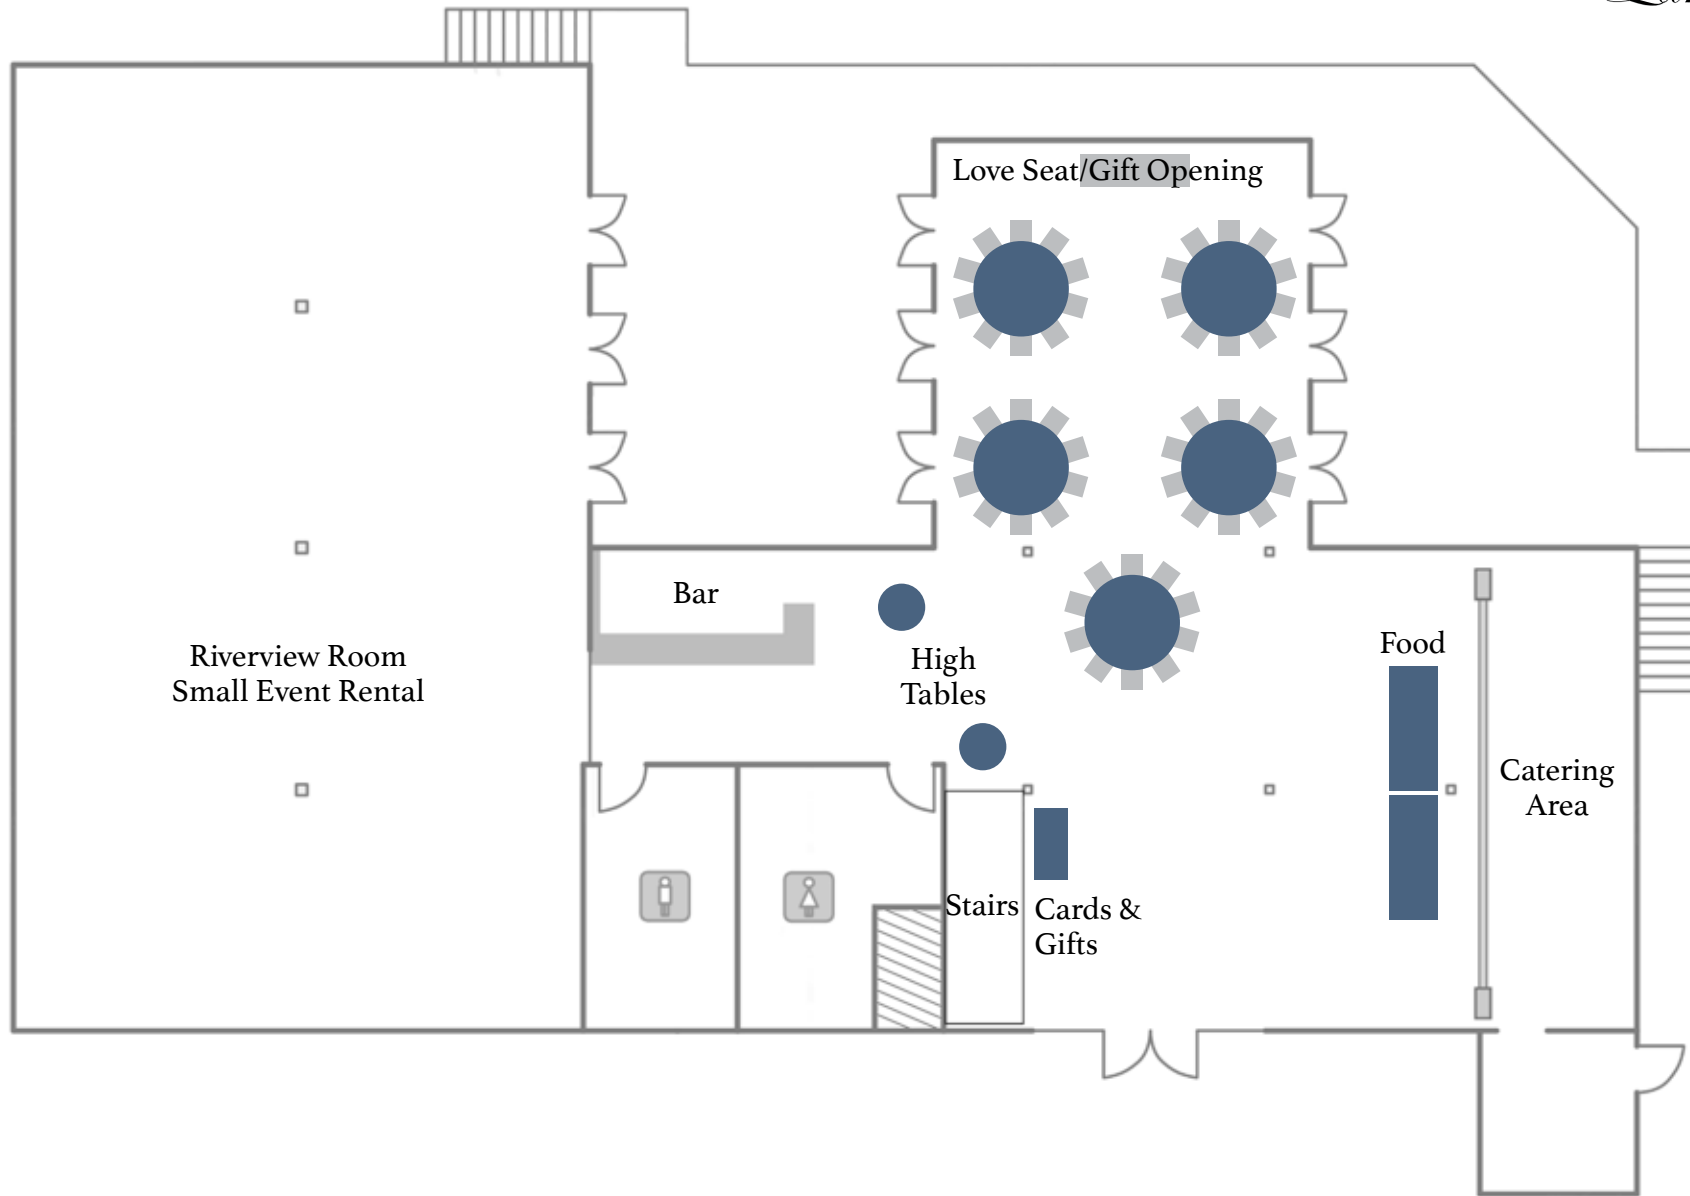 Love Seat/Gift Opening
Bar
High
Tables
Food
Riverview Room
Small Event Rental
Catering
Area
Stairs
Cards &
Gifts